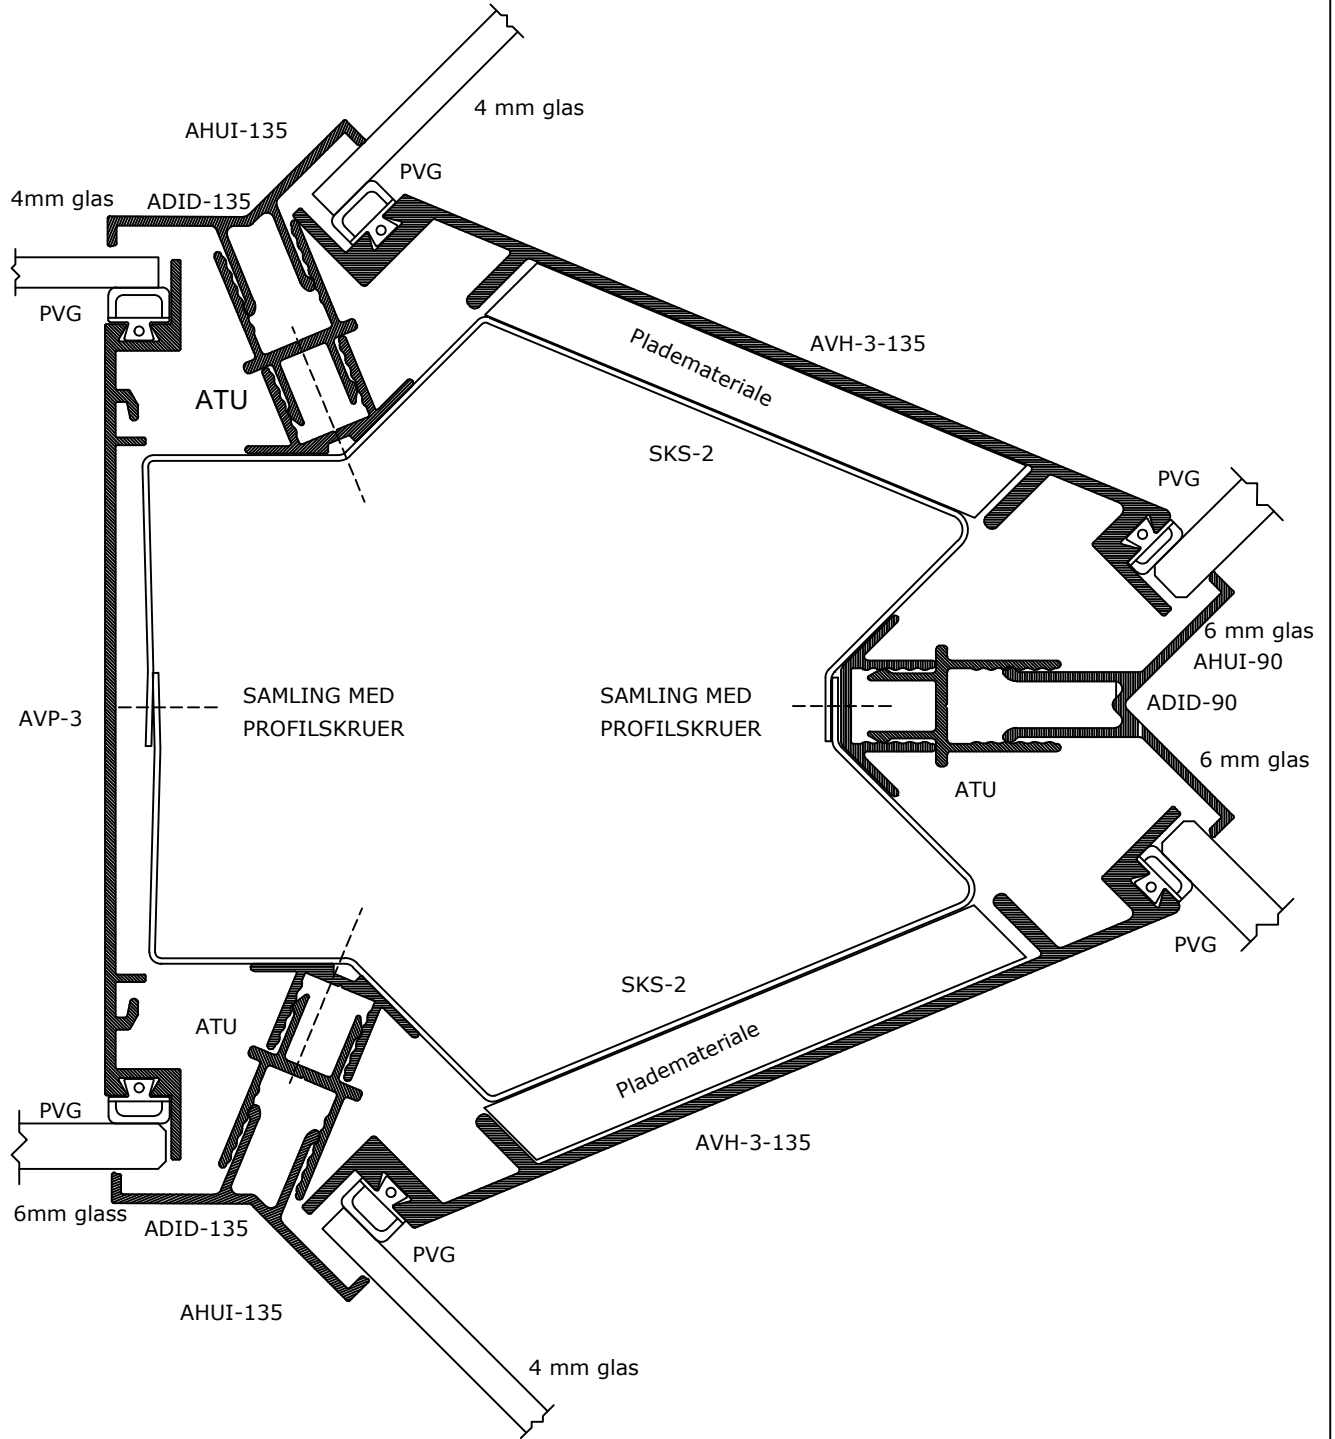 4 mm glas
AHUI-135
PVG
4mm glas
ADID-135
PVG
AVH-3-135
Plademateriale
ATU
SKS-2
PVG
6 mm glas
AHUI-90
SAMLING MED
PROFILSKRUER
SAMLING MED
PROFILSKRUER
ADID-90
AVP-3
6 mm glas
ATU
PVG
SKS-2
ATU
Plademateriale
PVG
AVH-3-135
6mm glass
ADID-135
PVG
AHUI-135
4 mm glas